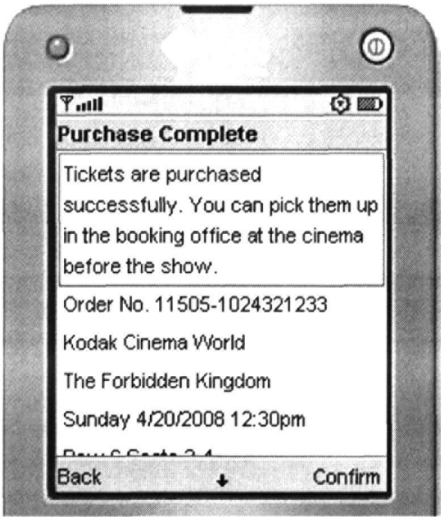 Purchase Complete
Tickets are purchased
successfully. You can pick them up
in the booking office at the cinema
before the show.
Order No. 11505-1024321233
Kodak Cinema World
The Forbidden Kingdom
Sunday 4/20/2008 12:30pm
Back
Confirm